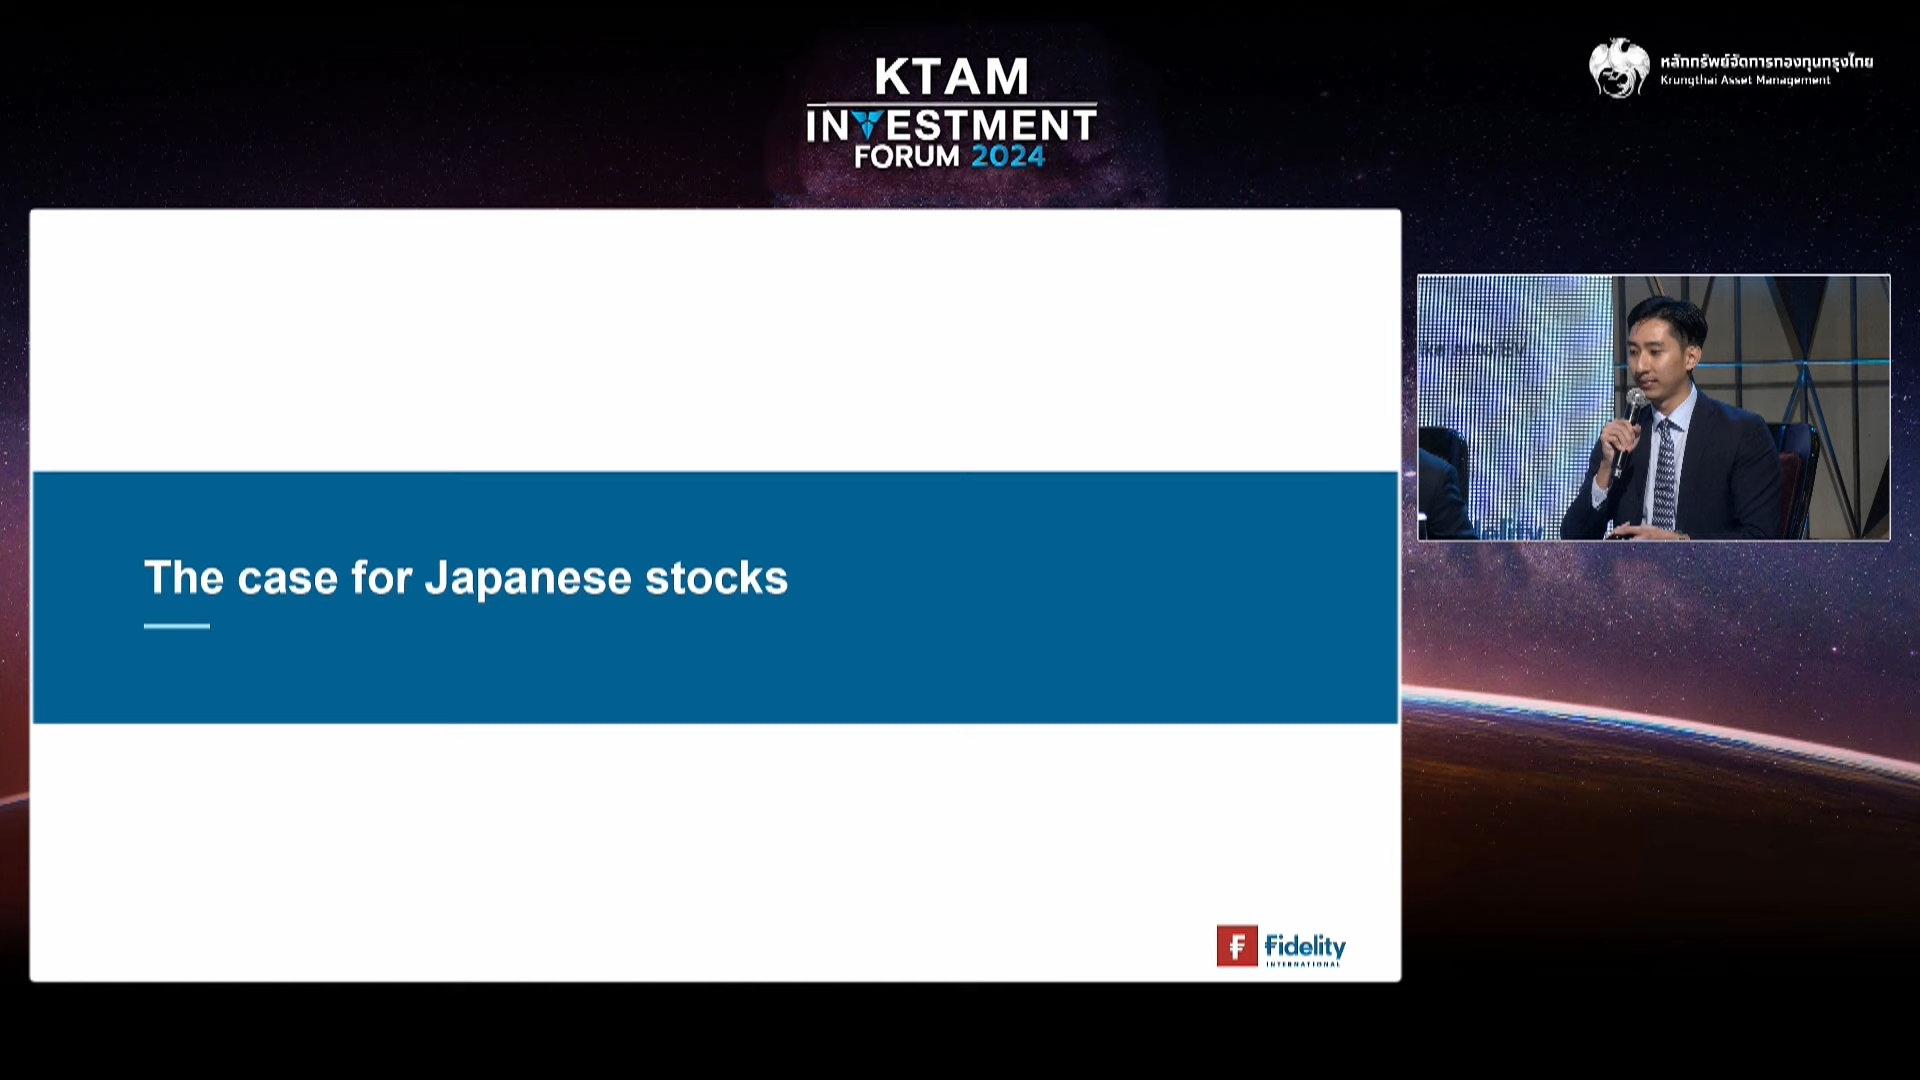 KTAM
INVESTMENT
FORUM 2024
หลักทรัพย์จัดการกองทุนกรุงไทย
Krungthai Asset Management
The case for Japanese stocks
Fidelity
INTERNATIONAL